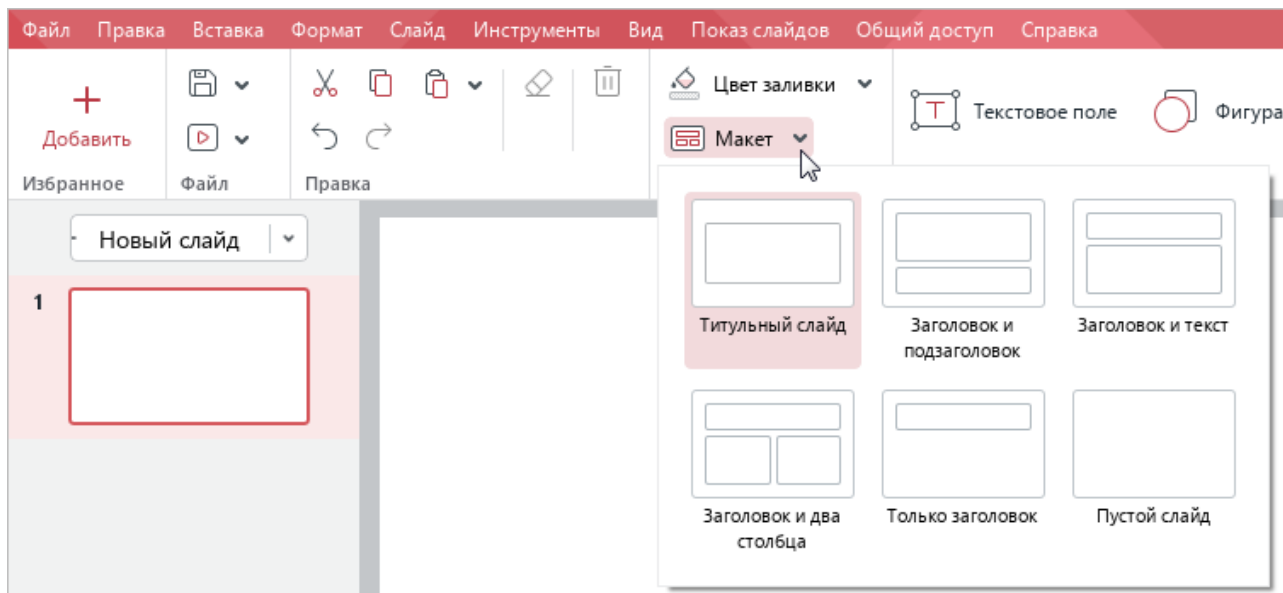 Файл Правка Вставка Формат Слайд Инструменты Вид Показ слайдов Общий доступ Справка
Добавить
Цвет заливки
Макет
Текстовое поле
Фигура
Избранное Файл Правка
Новый слайд
1
Титульный слайд
Заголовок и
подзаголовок
Заголовок и текст
Заголовок и два
столбца
Только заголовок
Пустой слайд